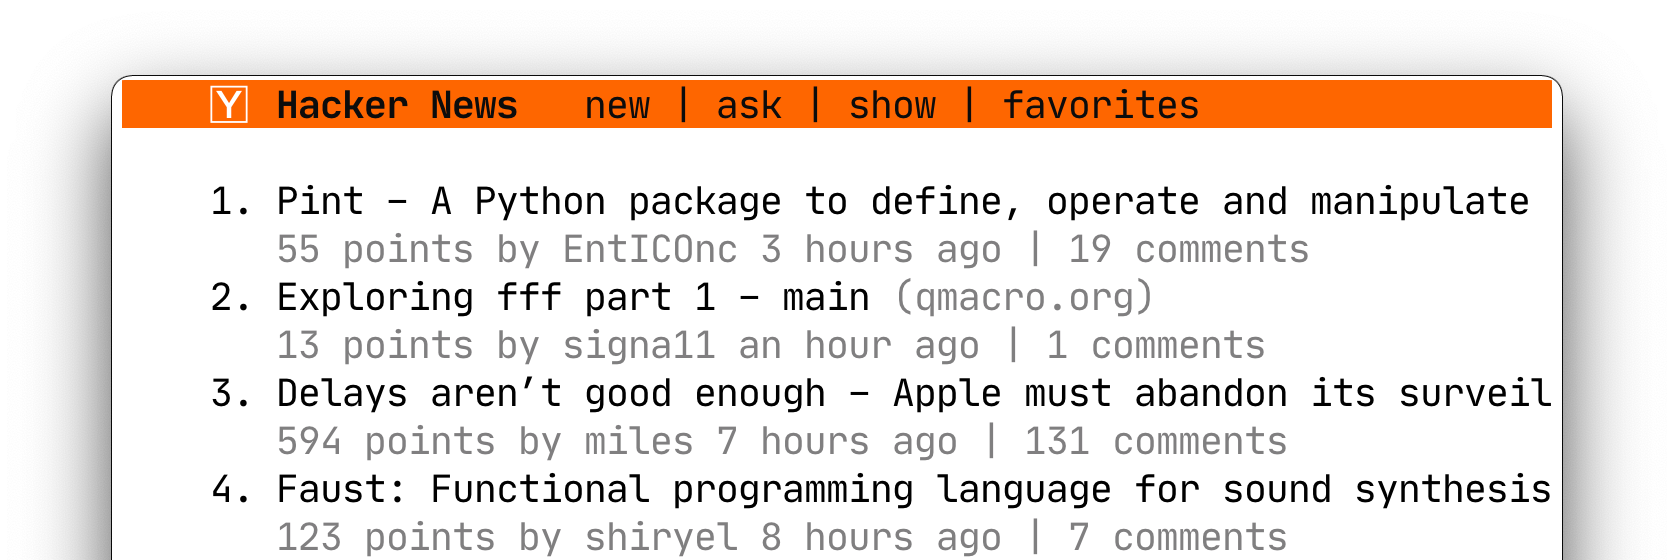 Y Hacker News new | ask | show | favorites
1. Pint – A Python package to define, operate and manipulate
55 points by EntICOnc 3 hours ago | 19 comments
2. Exploring fff part 1 – main (qmacro.org)
13 points by signa11 an hour ago | 1 comments
3. Delays aren’t good enough – Apple must abandon its surveil
594 points by miles 7 hours ago | 131 comments
4. Faust: Functional programming language for sound synthesis
123 points by shiryel 8 hours ago | 7 comments